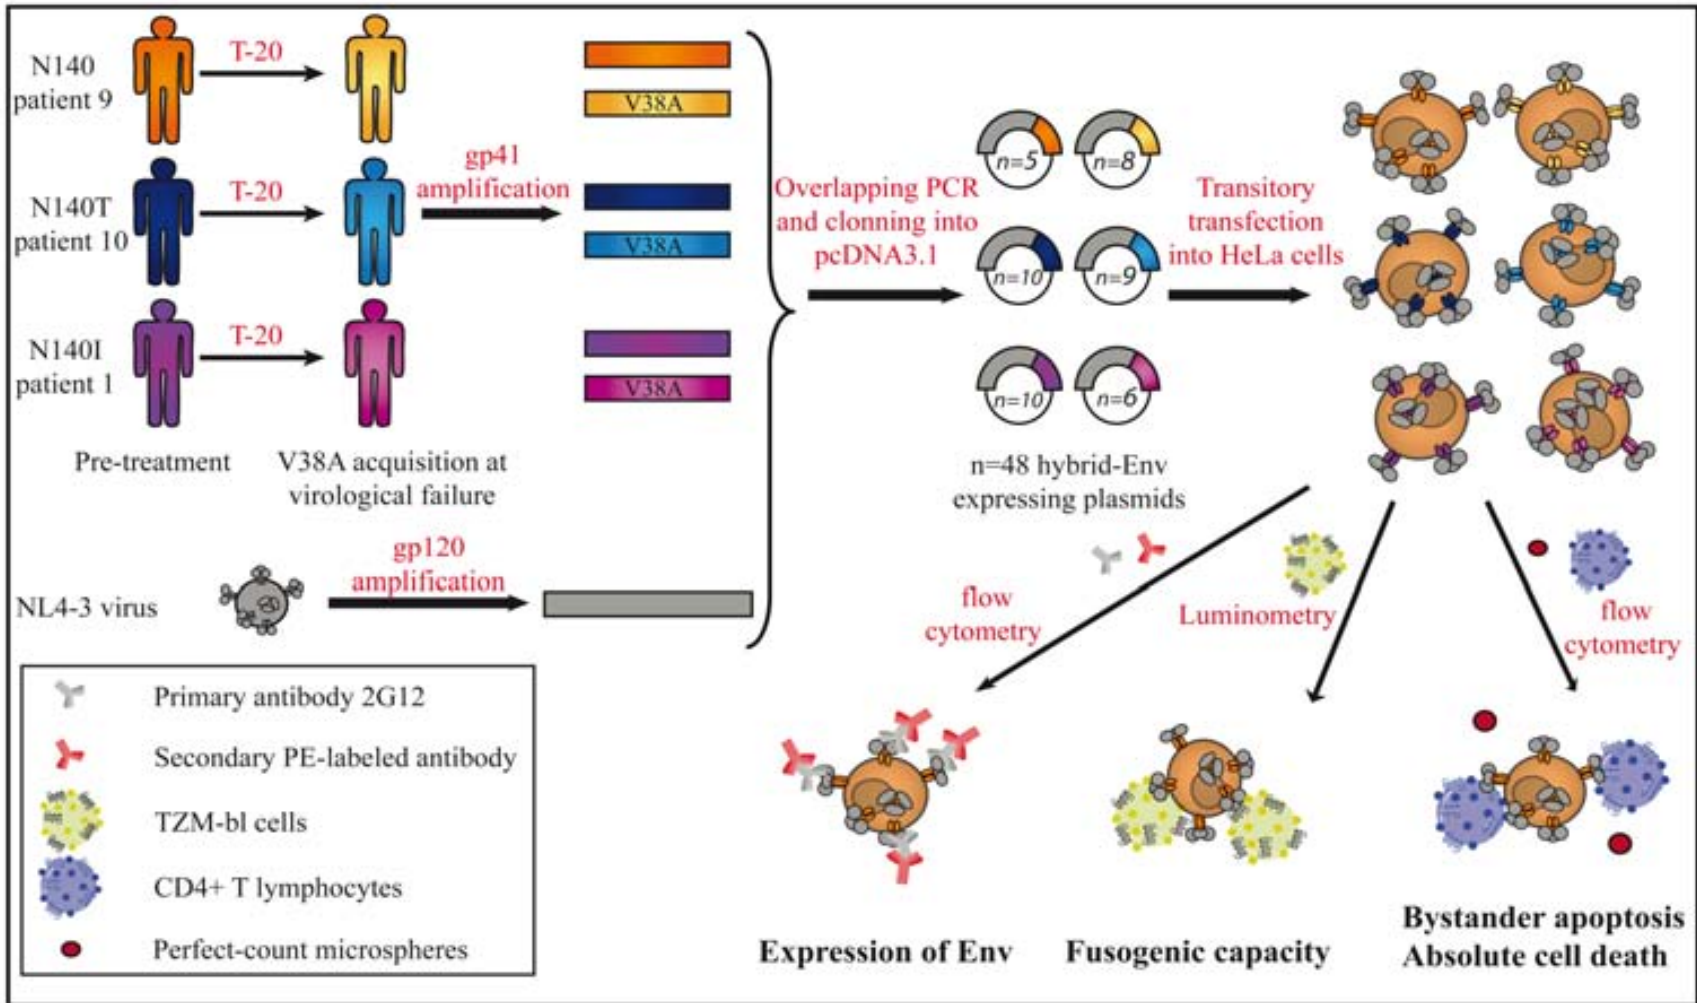 N140
patient 9
T-20
V38A
N140T
patient 10
T-20
gp41
amplification
V38A
N140I
patient 1
T-20
V38A
Pre-treatment
V38A acquisition at
virological failure
NL4-3 virus
gp120
amplification
Overlapping PCR
and clonning into
pcDNA3.1
n=5
n=8
n=10
n=9
n=10
n=6
n=48 hybrid-Env
expressing plasmids
Transitory
transfection
into HeLa cells
flow
cytometry
Luminometry
flow
cytometry
Primary antibody 2G12
Secondary PE-labeled antibody
TZM-bl cells
CD4+ T lymphocytes
Perfect-count microspheres
Expression of Env
Fusogenic capacity
Bystander apoptosis
Absolute cell death